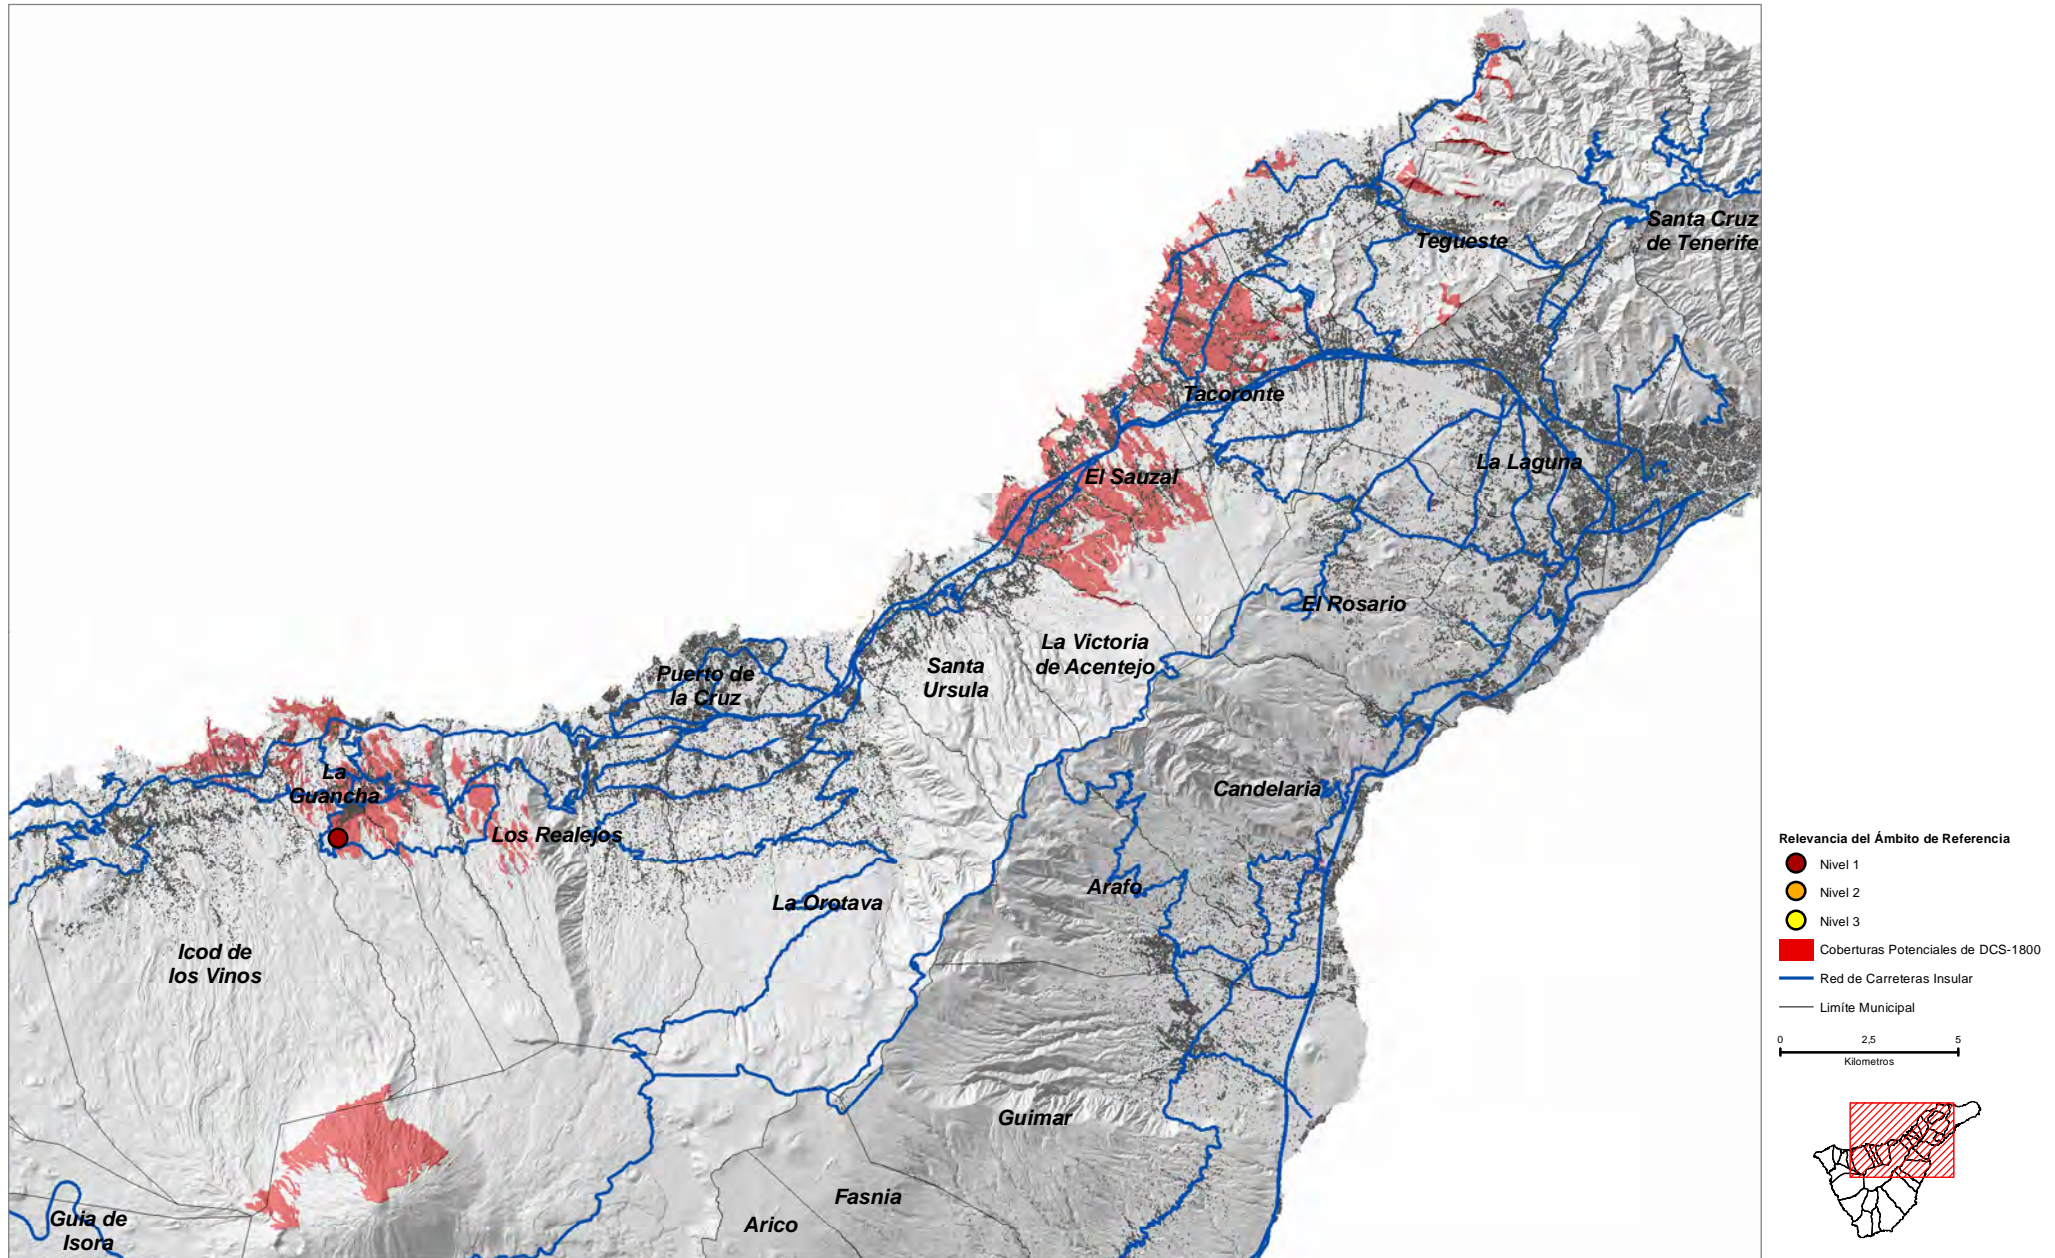 Santa Cruz
de Tenerife
Tegueste
Tacoronte
El Sauzal
La Laguna
El Rosario
La Victoria
de Acentejo
Santa
Ursula
Puerto de
la Cruz
La
Guancha
Candelaria
Los Realejos
Arafo
La Orotava
Icod de
los Vinos
Guimar
Fasnia
Arico
Guia de
Isora
Relevancia del Ámbito de Referencia
Nivel 1
Nivel 2
Nivel 3
Coberturas Potenciales de DCS-1800
Red de Carreteras Insular
Limíte Municipal
0 2,5 5
Kilometros